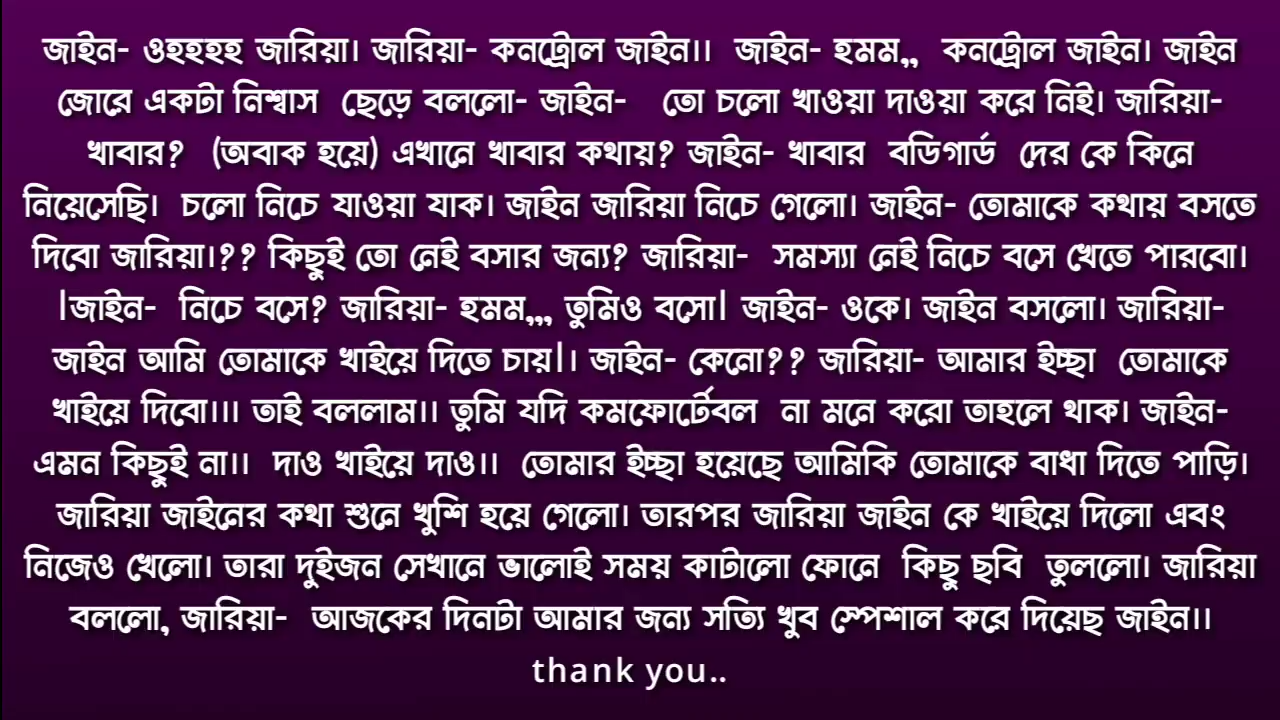 জাইন- ওহহহহ জারিয়া। জারিয়া- কনট্রোল জাইন।। জাইন- হমম,, কনট্রোল জাইন। জাইন
জোরে একটা নিশ্বাস ছেড়ে বললো- জাইন- তো চলো খাওয়া দাওয়া করে নিই। জারিয়া-
খাবার? (অবাক হয়ে) এখানে খাবার কথায়? জাইন- খাবার বডিগার্ড দের কে কিনে
নিয়েসেছি। চলো নিচে যাওয়া যাক। জাইন জারিয়া নিচে গেলো। জাইন- তোমাকে কথায় বসতে
দিবো জারিয়া।?? কিছুই তো নেই বসার জন্য? জারিয়া- সমস্যা নেই নিচে বসে খেতে পারবো।
|জাইন- নিচে বসে? জারিয়া- হমম,,, তুমিও বসো| জাইন- ওকে। জাইন বসলো। জারিয়া-
জাইন আমি তোমাকে খাইয়ে দিতে চায়|। জাইন- কেনো?? জারিয়া- আমার ইচ্ছা তোমাকে
খাইয়ে দিবো।।। তাই বললাম।। তুমি যদি কমফোর্টেবল না মনে করো তাহলে থাক। জাইন-
এমন কিছুই না।। দাও খাইয়ে দাও।। তোমার ইচ্ছা হয়েছে আমিকি তোমাকে বাধা দিতে পাড়ি।
জারিয়া জাইনের কথা শুনে খুশি হয়ে গেলো। তারপর জারিয়া জাইন কে খাইয়ে দিলো এবং
নিজেও খেলো। তারা দুইজন সেখানে ভালোই সময় কাটালো ফোনে কিছু ছবি তুললো। জারিয়া
বললো, জারিয়া- আজকের দিনটা আমার জন্য সত্যি খুব স্পেশাল করে দিয়েছ জাইন।।
thank you..